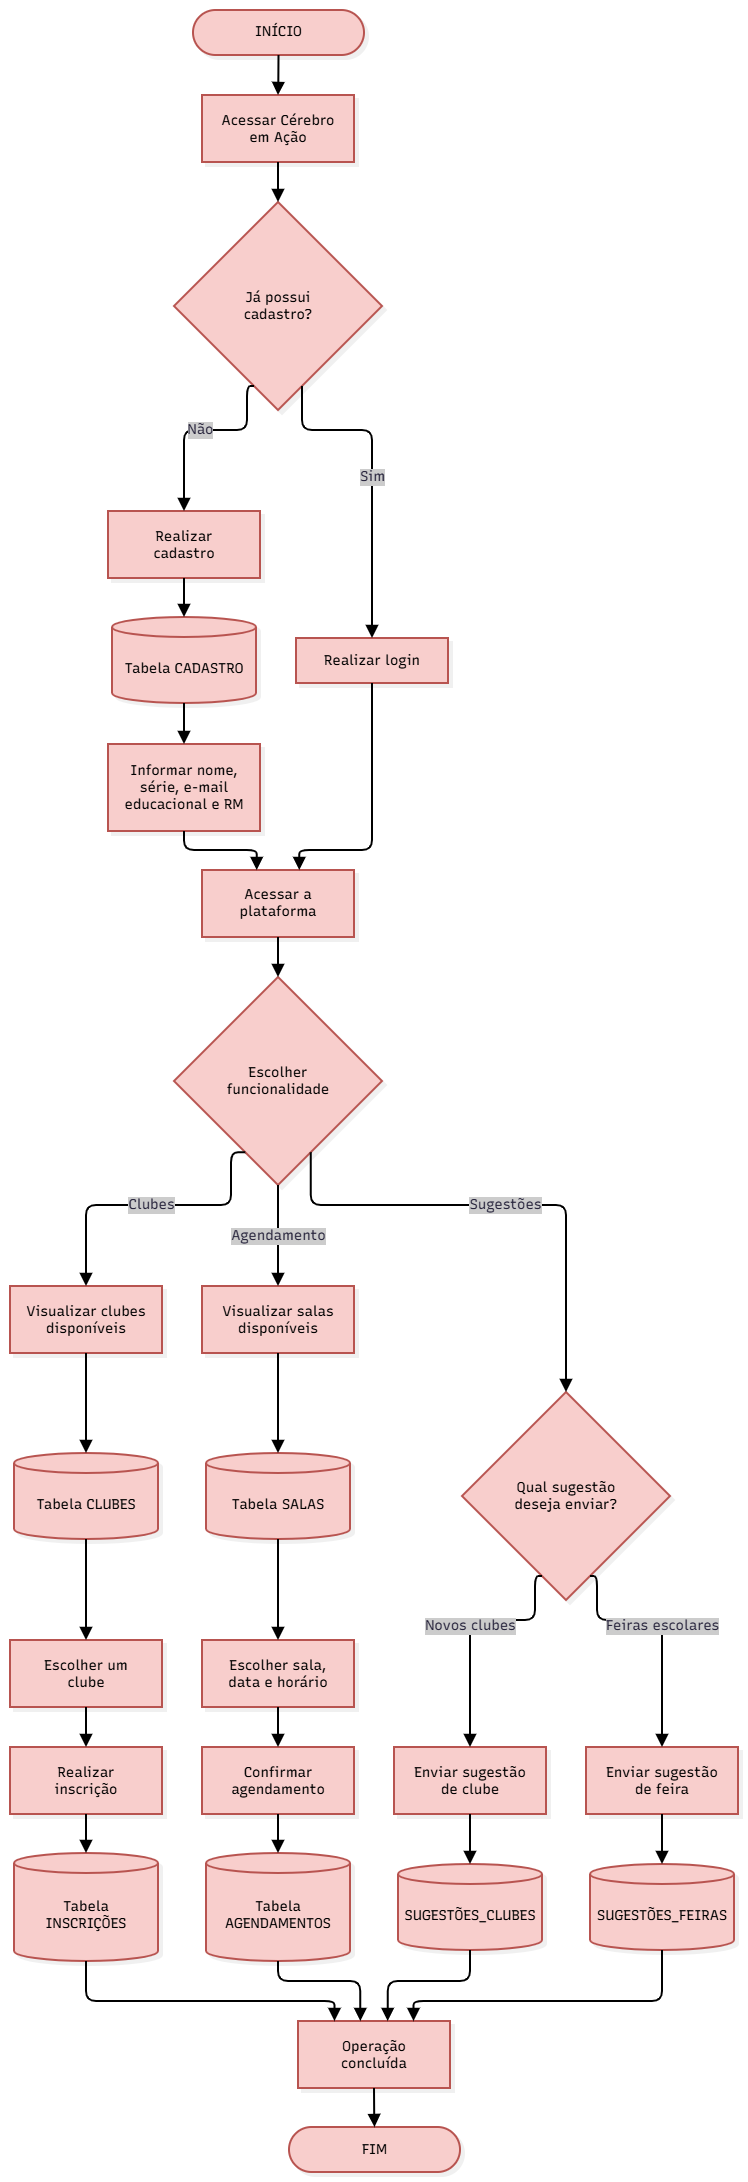 INÍCIO
Acessar Cérebro
em Ação
Já possui
cadastro?
Não
Sim
Realizar
cadastro
Tabela CADASTRO
Realizar login
Informar nome,
série, e-mail
educacional e RM
Acessar a
plataforma
Escolher
funcionalidade
Clubes
Agendamento
Sugestões
Visualizar clubes
disponíveis
Visualizar salas
disponíveis
Tabela CLUBES
Tabela SALAS
Qual sugestão
deseja enviar?
Novos clubes
Feiras escolares
Escolher um
clube
Escolher sala,
data e horário
Realizar
inscrição
Confirmar
agendamento
Enviar sugestão
de clube
Enviar sugestão
de feira
Tabela
INSCRIÇÕES
Tabela
AGENDAMENTOS
SUGESTÕES_CLUBES
SUGESTÕES_FEIRAS
Operação
concluída
FIM